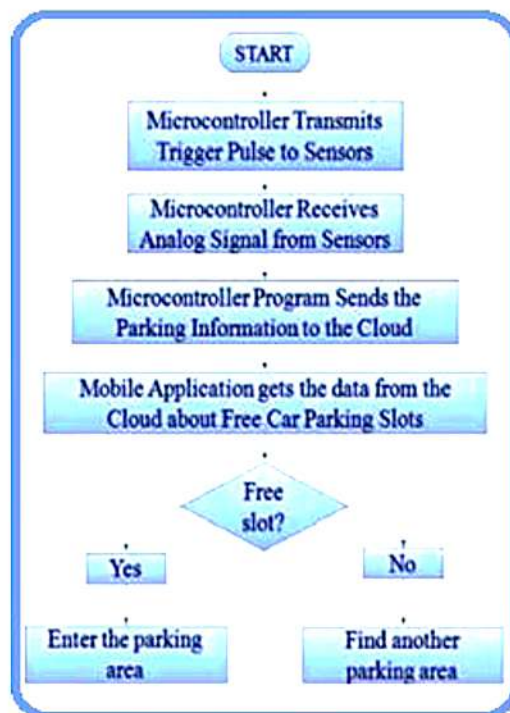 START
Microcontroller Transmits
Trigger Pulse to Sensors
Microcontroller Receives
Analog Signal from Sensors
Microcontroller Program Sends the
Parking Information to the Cloud
Mobile Application gets the data from the
Cloud about Free Car Parking Slots
Free
slot?
Yes
No
Enter the parking
area
Find another
parking area